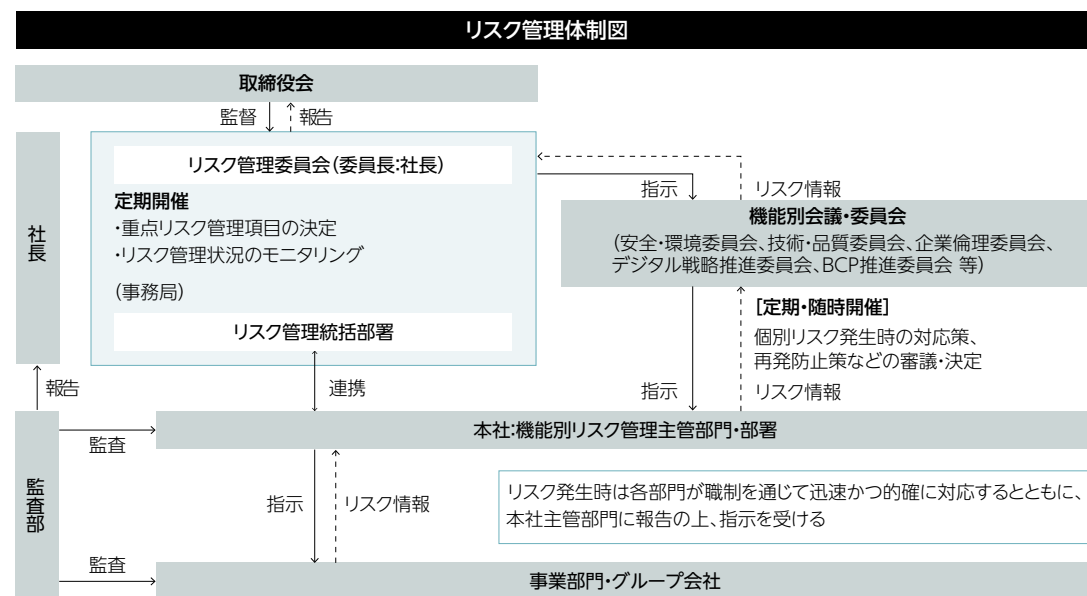 リスク管理体制図
取締役会
監督
報告
社長
リスク管理委員会(委員長:社長)
定期開催
・重点リスク管理項目の決定
・リスク管理状況のモニタリング
(事務局)
リスク管理統括部署
指示
リスク情報
機能別会議・委員会
(安全・環境委員会、技術・品質委員会、企業倫理委員会、
デジタル戦略推進委員会、BCP推進委員会 等)
[定期・随時開催]
個別リスク発生時の対応策、
再発防止策などの審議・決定
報告
連携
指示
リスク情報
監査部
監査
本社:機能別リスク管理主管部門・部署
指示
リスク情報
リスク発生時は各部門が職制を通じて迅速かつ的確に対応するとともに、
本社主管部門に報告の上、指示を受ける
監査
事業部門・グループ会社